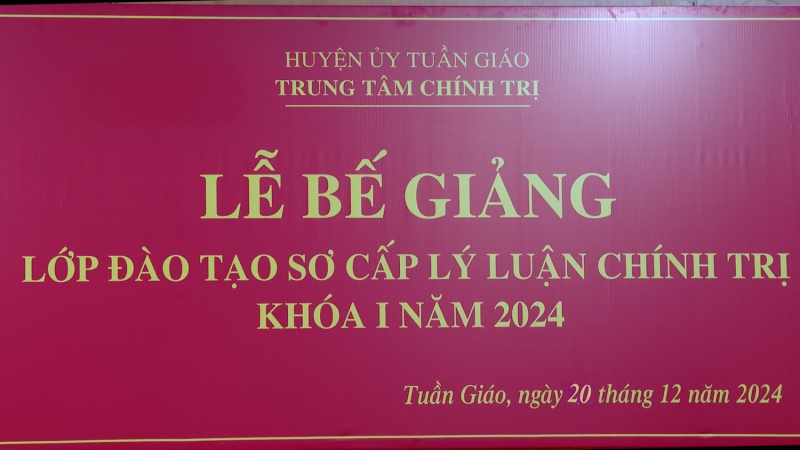 HUYỆN ỦY TUẦN GIÁO
TRUNG TÂM CHÍNH TRỊ
LỄ BẾ GIẢNG
LỚP ĐÀO TẠO SƠ CẤP LÝ LUẬN CHÍNH TRỊ
KHÓA I NĂM 2024
Tuần Giáo, ngày 20 tháng 12 năm 2024